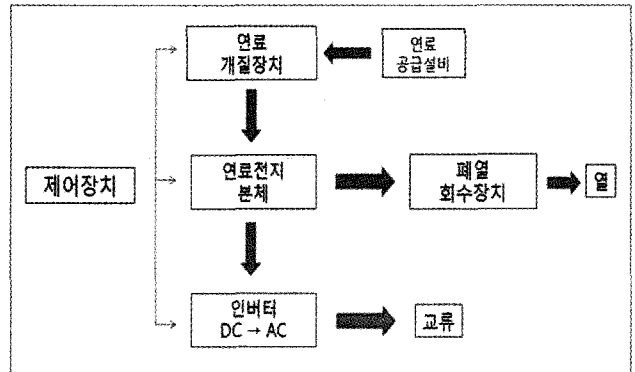 연료
개질장치
연료
공급설비
제어장치
연료전지
본체
폐열
회수장치
열
인버터
DC → AC
교류